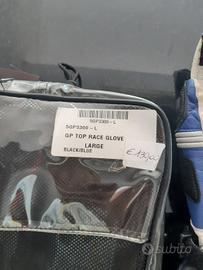 SGP3300-L
SGP3300-L
GP TOP RACE GLOVE
LARGE
BLACK/BLUE
€130,00
subito